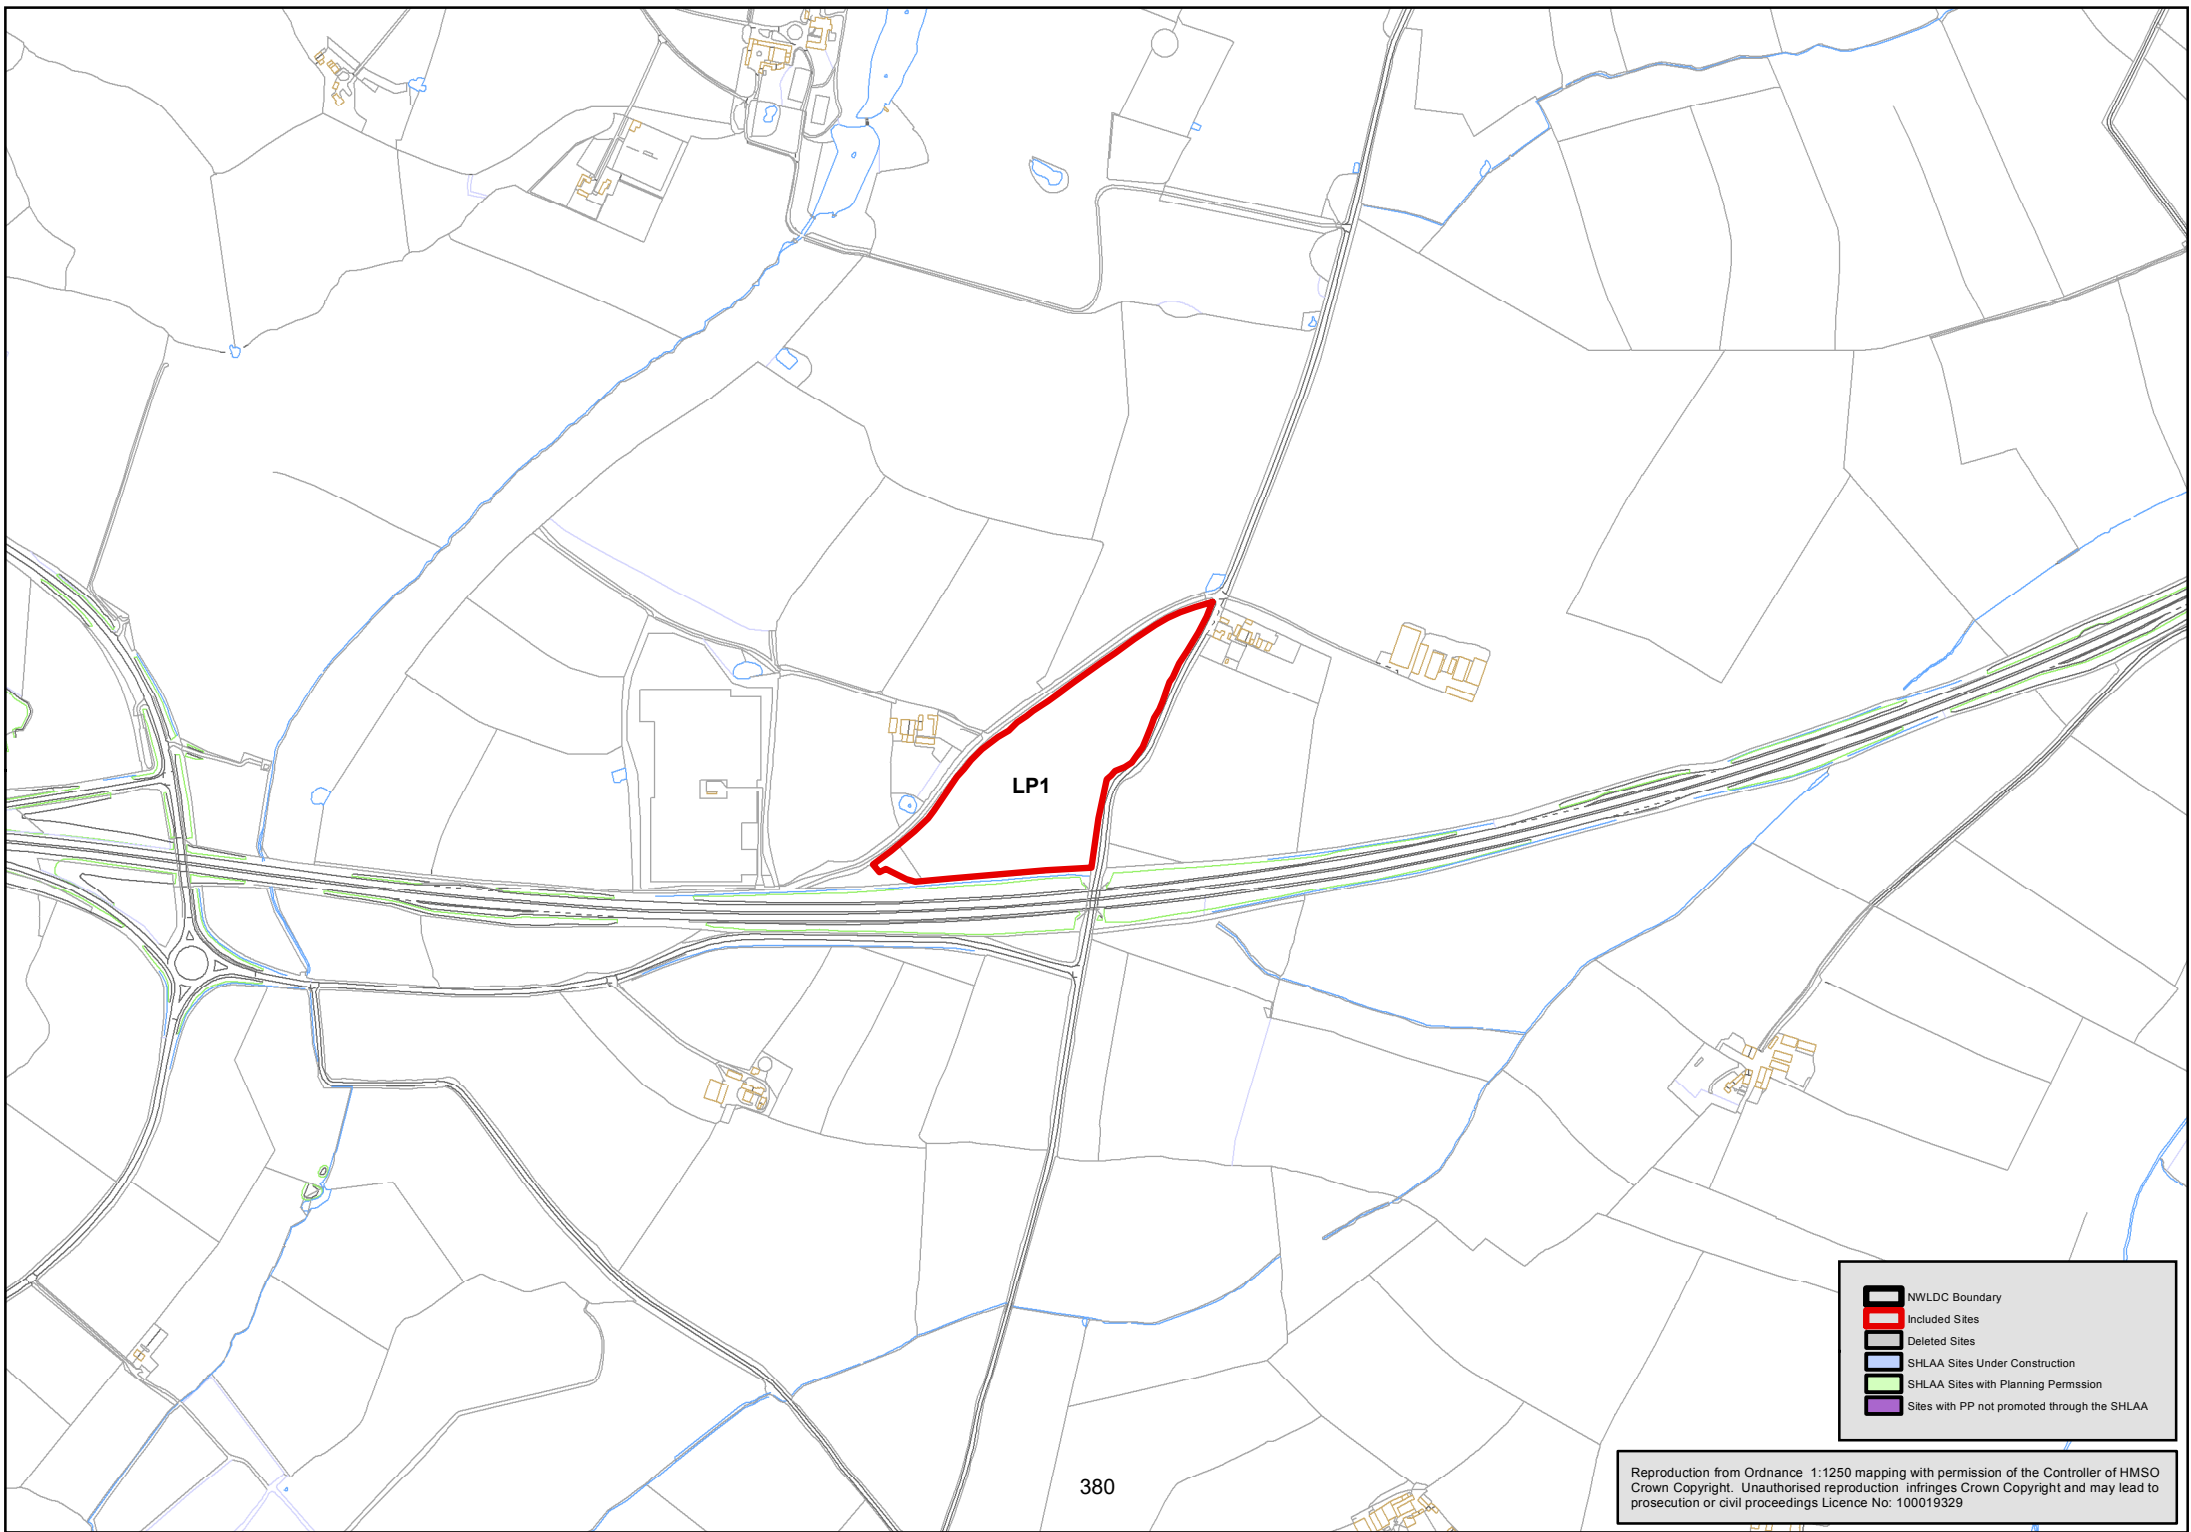 LP1
NWLDC Boundary
Included Sites
Deleted Sites
SHLAA Sites Under Construction
SHLAA Sites with Planning Permssion
Sites with PP not promoted through the SHLAA
380
Reproduction from Ordnance 1:1250 mapping with permission of the Controller of HMSO
Crown Copyright. Unauthorised reproduction infringes Crown Copyright and may lead to
prosecution or civil proceedings Licence No: 100019329